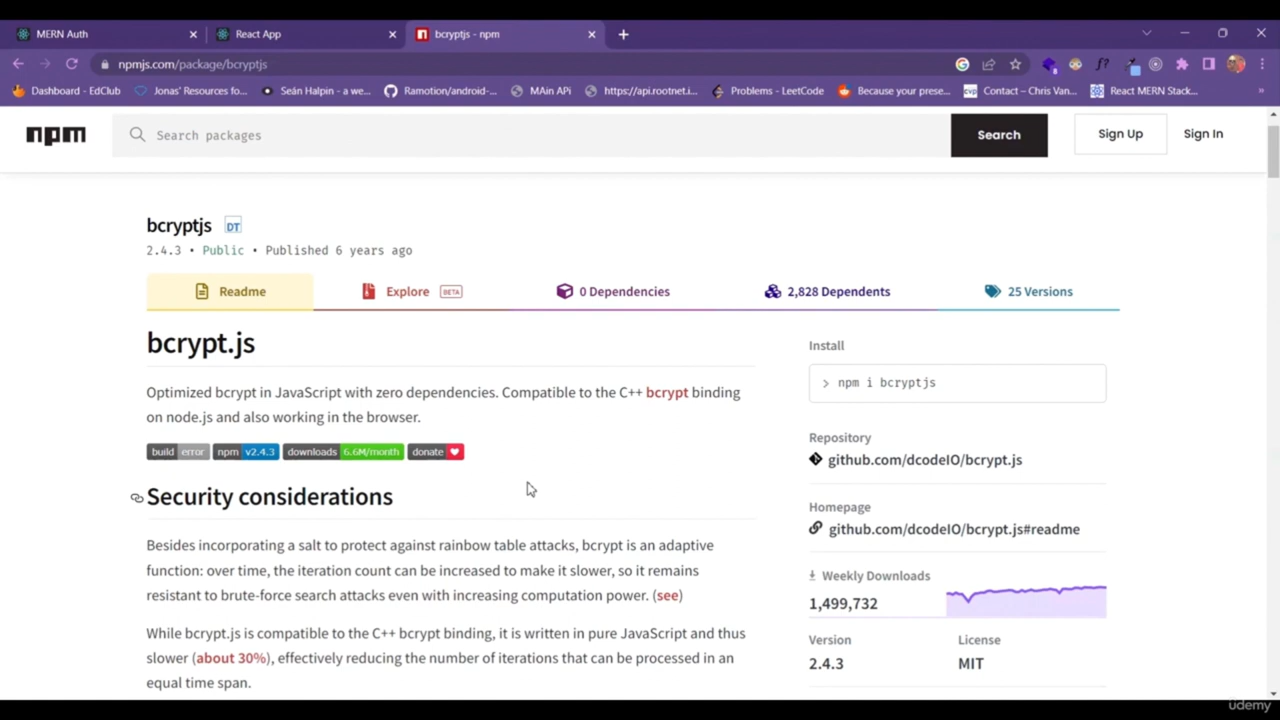 MERN Auth
React App
bcryptjs - npm
npmjs.com/package/bcryptjs
Dashboard - EdClub
Jonas' Resources fo...
Seán Halpin - a we...
Ramotion/android-...
MAin APi
https://api.rootnet.i...
Problems - LeetCode
Because your prese...
Contact – Chris Van...
React MERN Stack...
npm
Search packages
Search
Sign Up
Sign In
bcryptjs DT
2.4.3 • Public • Published 6 years ago
Readme
Explore BETA
0 Dependencies
2,828 Dependents
25 Versions
bcrypt.js
Optimized bcrypt in JavaScript with zero dependencies. Compatible to the C++ bcrypt binding
on node.js and also working in the browser.
build error npm v2.4.3 downloads 6.6M/month donate
Security considerations
Besides incorporating a salt to protect against rainbow table attacks, bcrypt is an adaptive
function: over time, the iteration count can be increased to make it slower, so it remains
resistant to brute-force search attacks even with increasing computation power. (see)
While bcrypt.js is compatible to the C++ bcrypt binding, it is written in pure JavaScript and thus
slower (about 30%), effectively reducing the number of iterations that can be processed in an
equal time span.
Install
> npm i bcryptjs
Repository
github.com/dcodeIO/bcrypt.js
Homepage
github.com/dcodeIO/bcrypt.js#readme
Weekly Downloads
1,499,732
Version
License
2.4.3
MIT
ûdemy